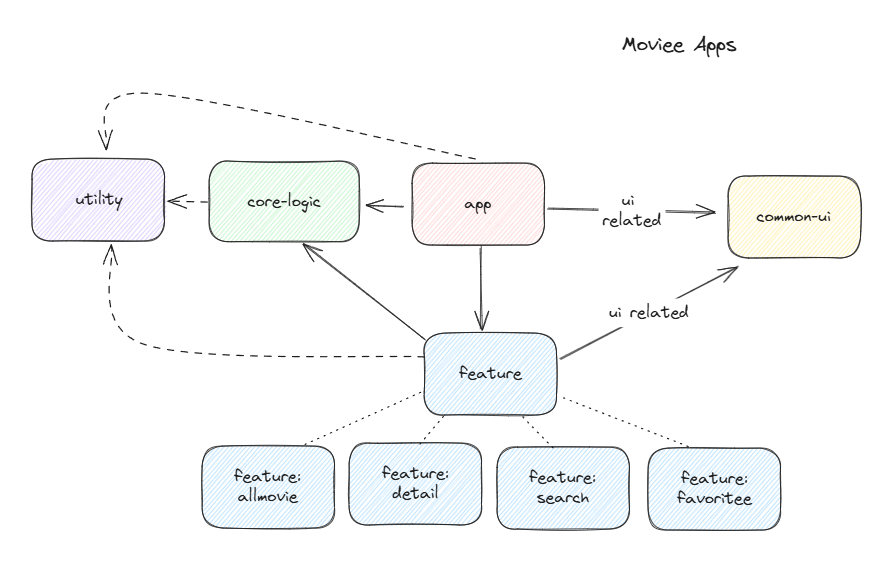 Moviee Apps
utility
core-logic
app
ui
related
common-ui
ui related
feature
feature:
allmovie
feature:
detail
feature:
search
feature:
favoritee